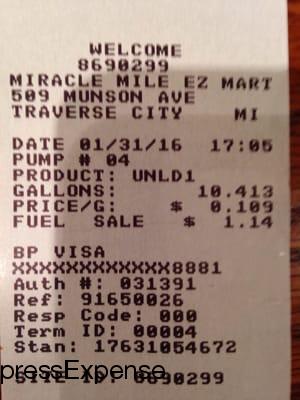 WELCOME
8690299
MIRACLE MILE EZ MART
509 MUNSON AVE
TRAVERSE CITY MI
DATE 01/31/16 17:05
PUMP # 04
PRODUCT: UNLD1
GALLONS: 10.413
PRICE/G: $ 0.109
FUEL SALE $ 1.14
BP VISA
XXXXXXXXXXXX8881
Auth #: 031391
Ref: 91650026
Resp Code: 000
Term ID: 00004
Stan: 17631054672
pressExpense
SITE ID: 8690299